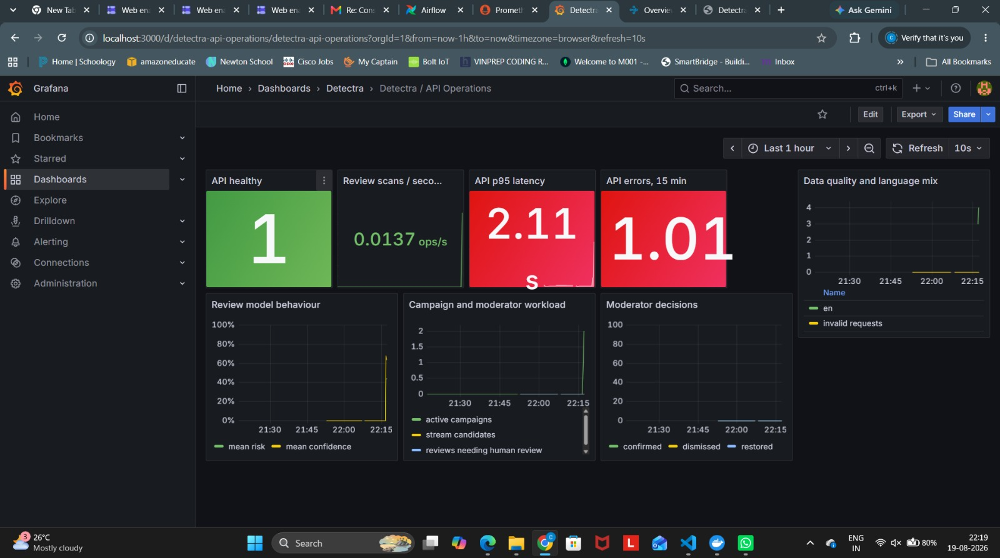 New Tab
Web en
Web en
Web en
Re: Con
Airflow
Prometh
Detectra
Overvie
Detectra
Ask Gemini
localhost:3000/d/detectra-api-operations/detectra-api-operations?orgId=1&from=now-1h&to=now&timezone=browser&refresh=10s
Verify that it's you
Home | Schoology
amazoneducate
Newton School
Cisco Jobs
My Captain
Bolt IoT
VINPREP CODING R...
Welcome to M001 -...
SmartBridge - Buildi...
Inbox
All Bookmarks
Grafana
Home › Dashboards › Detectra › Detectra / API Operations
Search...
ctrl+k
Edit
Export
Share
Home
Bookmarks
Starred
Dashboards
Explore
Drilldown
Alerting
Connections
Administration
Last 1 hour
Refresh
10s
API healthy
1
Review scans / seco...
0.0137 ops/s
API p95 latency
2.11
s
API errors, 15 min
1.01
Data quality and language mix
4
3
2
1
0
21:30 21:45 22:00 22:15
Name
en
invalid requests
Review model behaviour
100%
80%
60%
40%
20%
0%
21:30 21:45 22:00 22:15
mean risk mean confidence
Campaign and moderator workload
2
1.5
1
0.5
0
21:30 21:45 22:00 22:15
active campaigns
stream candidates
reviews needing human review
Moderator decisions
100
80
60
40
20
0
21:30 21:45 22:00 22:15
confirmed dismissed restored
3
26°C
Mostly cloudy
Search
L
ENG
IN
80%
22:19
19-08-2026